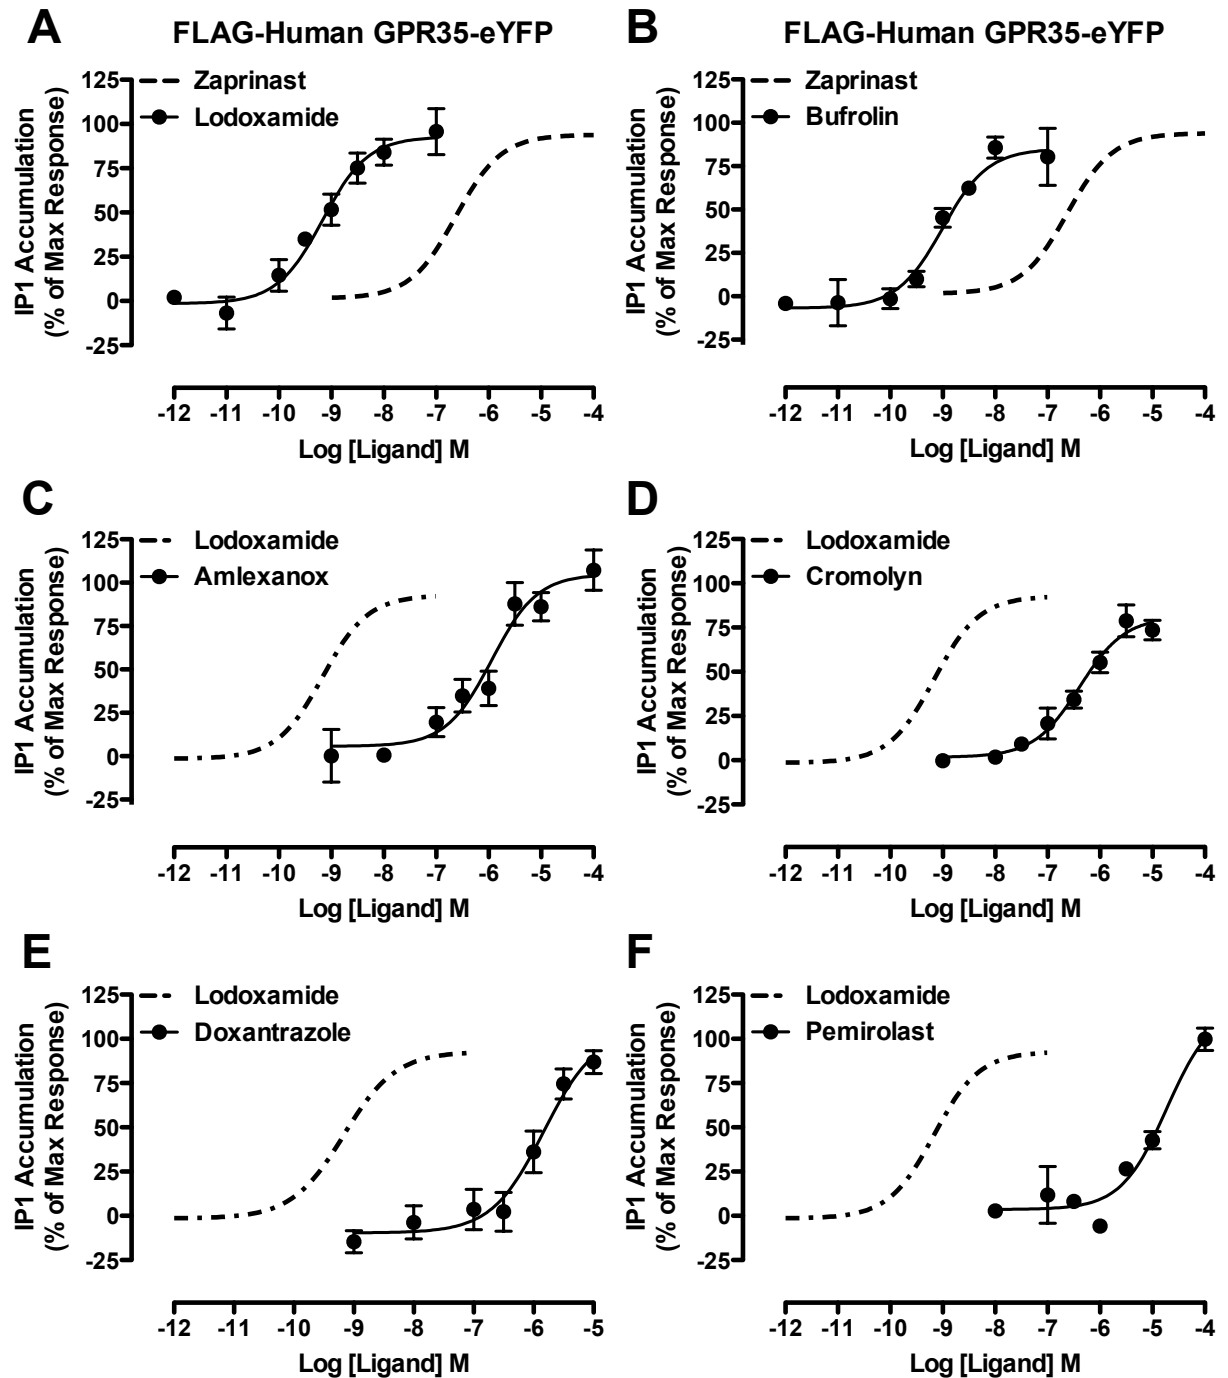 A
FLAG-Human GPR35-eYFP
Zaprinast
Lodoxamide
IP1 Accumulation
(% of Max Response)
125
100
75
50
25
0
-25
-12 -11 -10 -9 -8 -7 -6 -5 -4
Log [Ligand] M
B
FLAG-Human GPR35-eYFP
Zaprinast
Bufrolin
IP1 Accumulation
(% of Max Response)
125
100
75
50
25
0
-25
-12 -11 -10 -9 -8 -7 -6 -5 -4
Log [Ligand] M
C
Lodoxamide
Amlexanox
IP1 Accumulation
(% of Max Response)
125
100
75
50
25
0
-25
-12 -11 -10 -9 -8 -7 -6 -5 -4
Log [Ligand] M
D
Lodoxamide
Cromolyn
IP1 Accumulation
(% of Max Response)
125
100
75
50
25
0
-25
-12 -11 -10 -9 -8 -7 -6 -5 -4
Log [Ligand] M
E
Lodoxamide
Doxantrazole
IP1 Accumulation
(% of Max Response)
125
100
75
50
25
0
-25
-12 -11 -10 -9 -8 -7 -6 -5
Log [Ligand] M
F
Lodoxamide
Pemirolast
IP1 Accumulation
(% of Max Response)
125
100
75
50
25
0
-25
-12 -11 -10 -9 -8 -7 -6 -5 -4
Log [Ligand] M